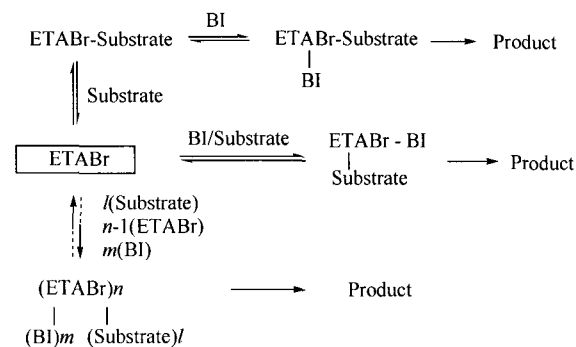 BI
ETABr-Substrate ETABr-Substrate Product
BI
Substrate
ETABr BI/Substrate ETABr - BI Product
Substrate
l(Substrate)
n-1(ETABr)
m(BI)
(ETABr)n Product
(BI)m (Substrate)l